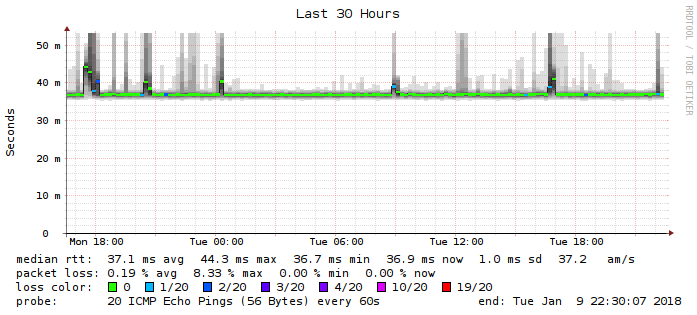 Last 30 Hours
RRDTOOL / TOBI OETIKER
Seconds
50 m
40 m
30 m
20 m
10 m
0
Mon 18:00 Tue 00:00 Tue 06:00 Tue 12:00 Tue 18:00
median rtt: 37.1 ms avg 44.3 ms max 36.7 ms min 36.9 ms now 1.0 ms sd 37.2 am/s
packet loss: 0.19 % avg 8.33 % max 0.00 % min 0.00 % now
loss color: 0 1/20 2/20 3/20 4/20 10/20 19/20
probe: 20 ICMP Echo Pings (56 Bytes) every 60s end: Tue Jan 9 22:30:07 2018